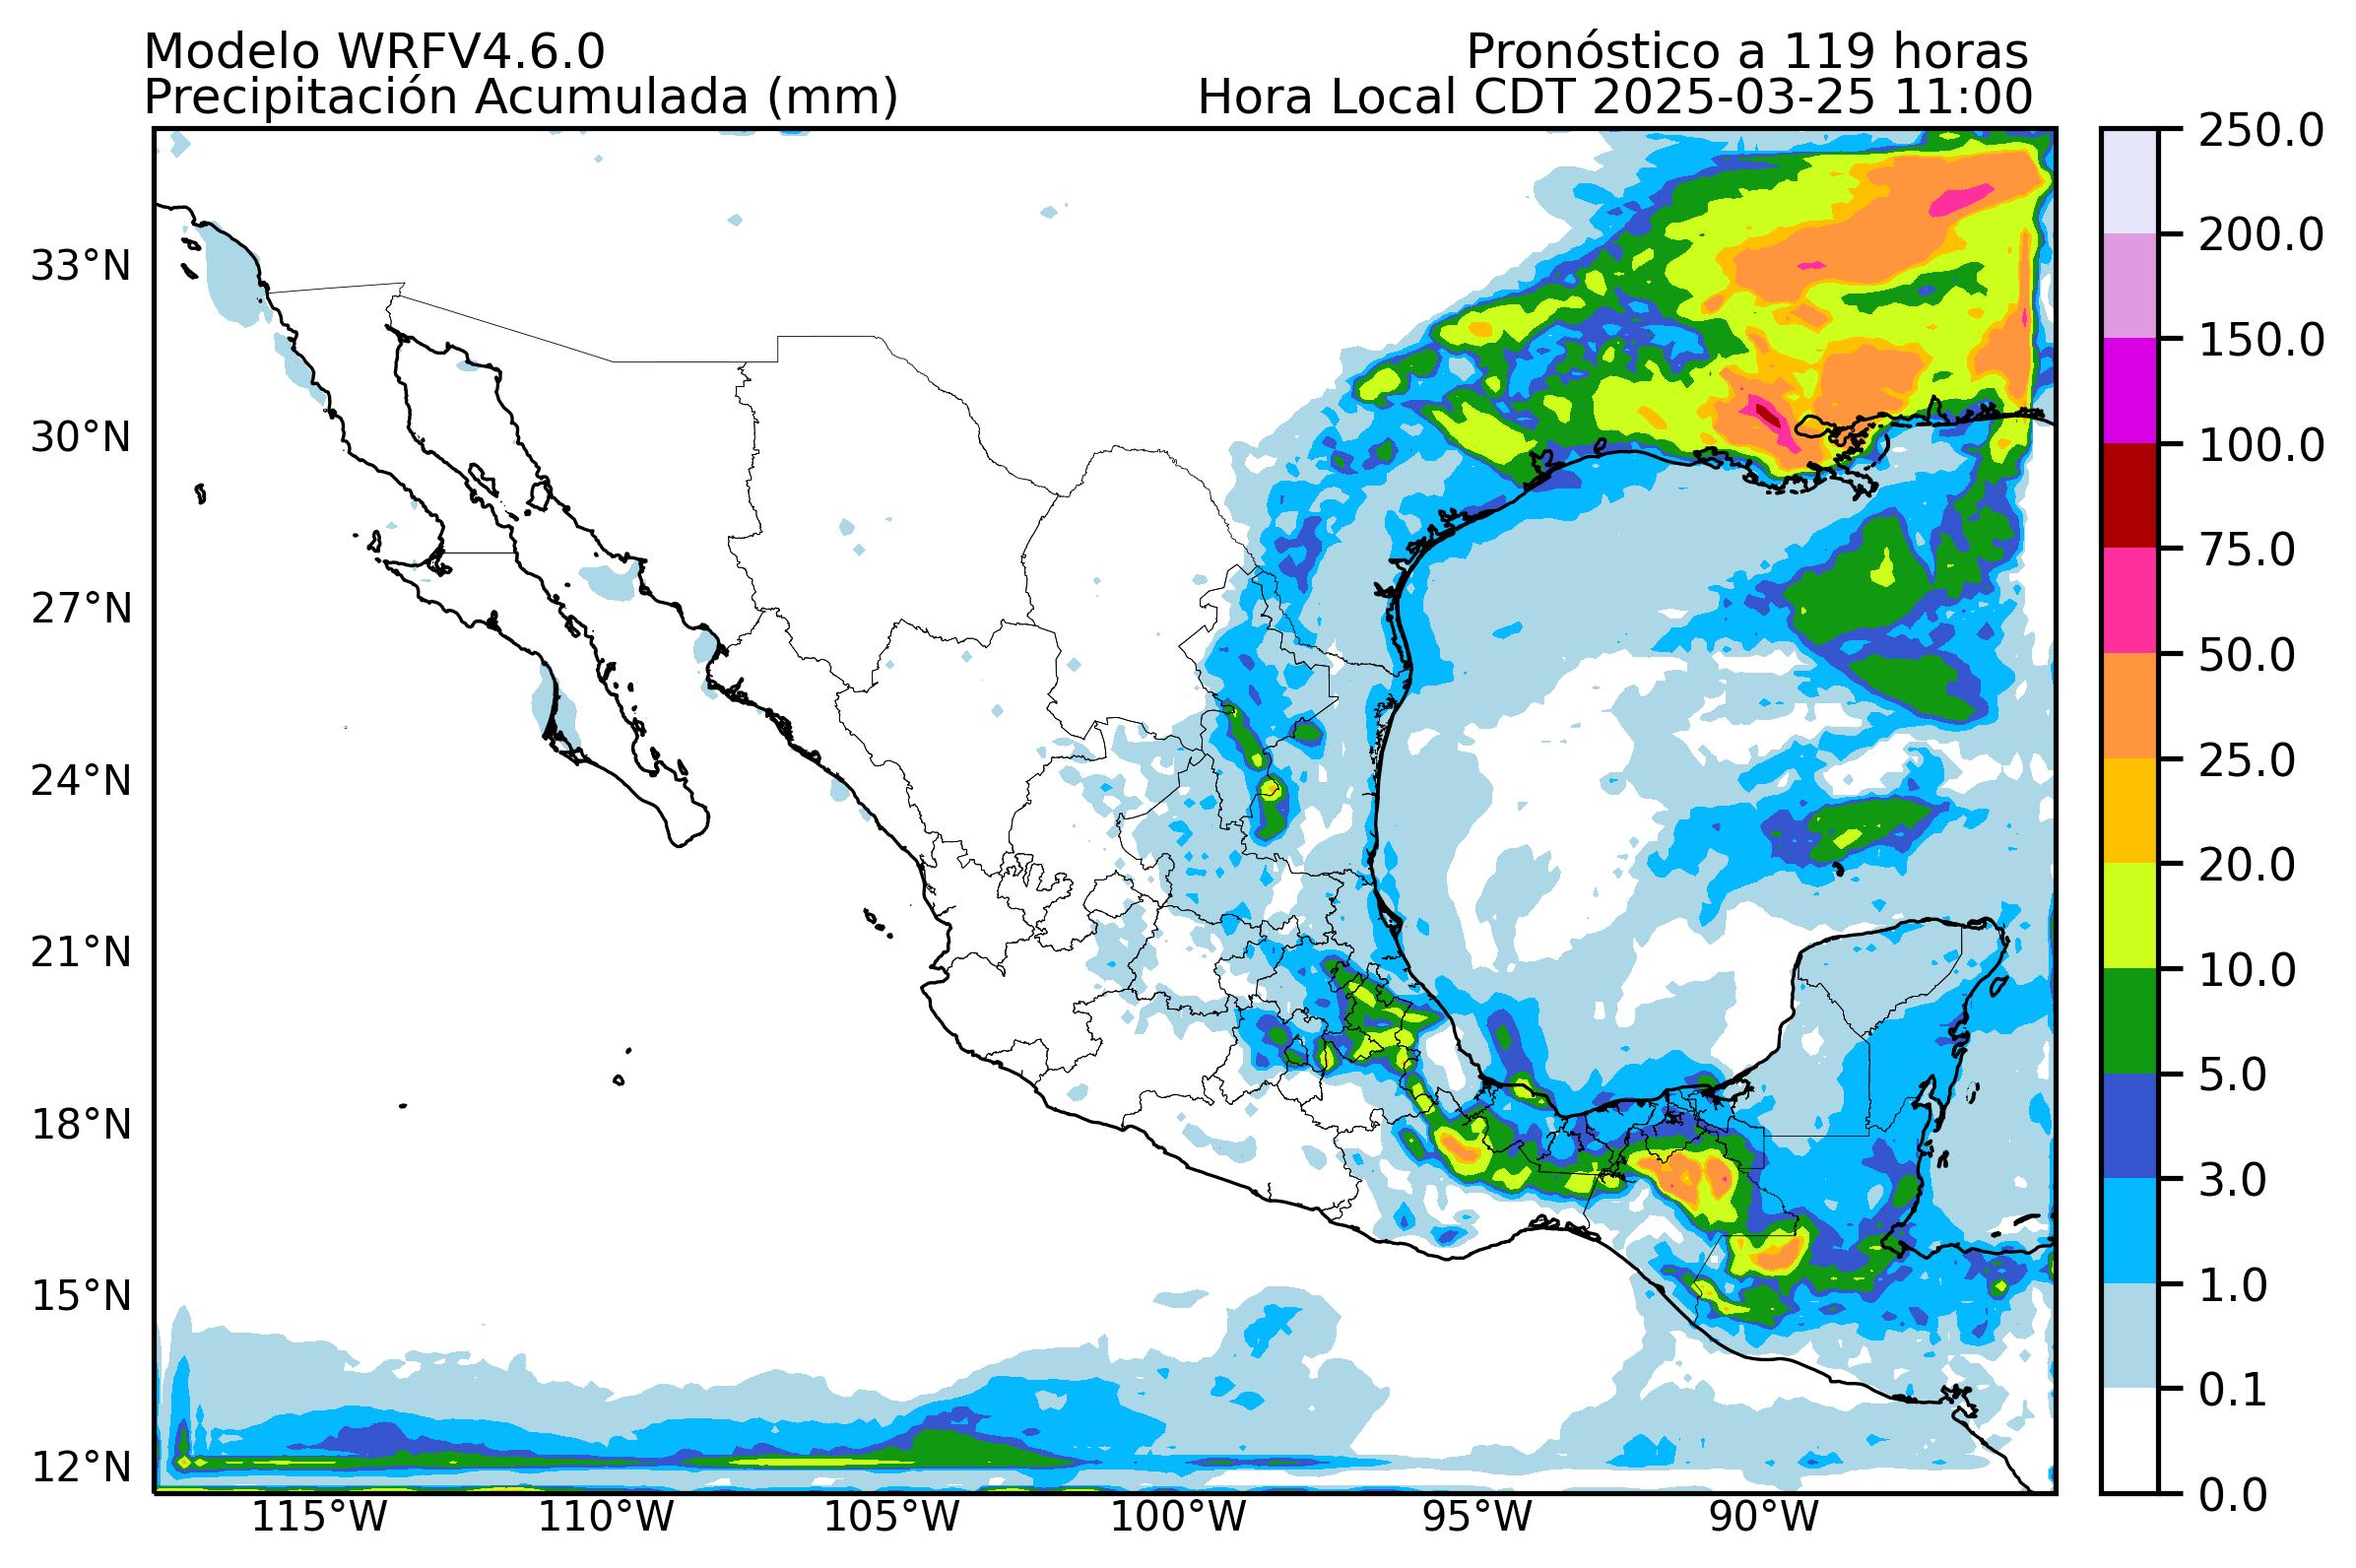 Modelo WRFV4.6.0
Pronóstico a 119 horas
Precipitación Acumulada (mm)
Hora Local CDT 2025-03-25 11:00
33°N
30°N
27°N
24°N
21°N
18°N
15°N
12°N
115°W
110°W
105°W
100°W
95°W
90°W
250.0
200.0
150.0
100.0
75.0
50.0
25.0
20.0
10.0
5.0
3.0
1.0
0.1
0.0